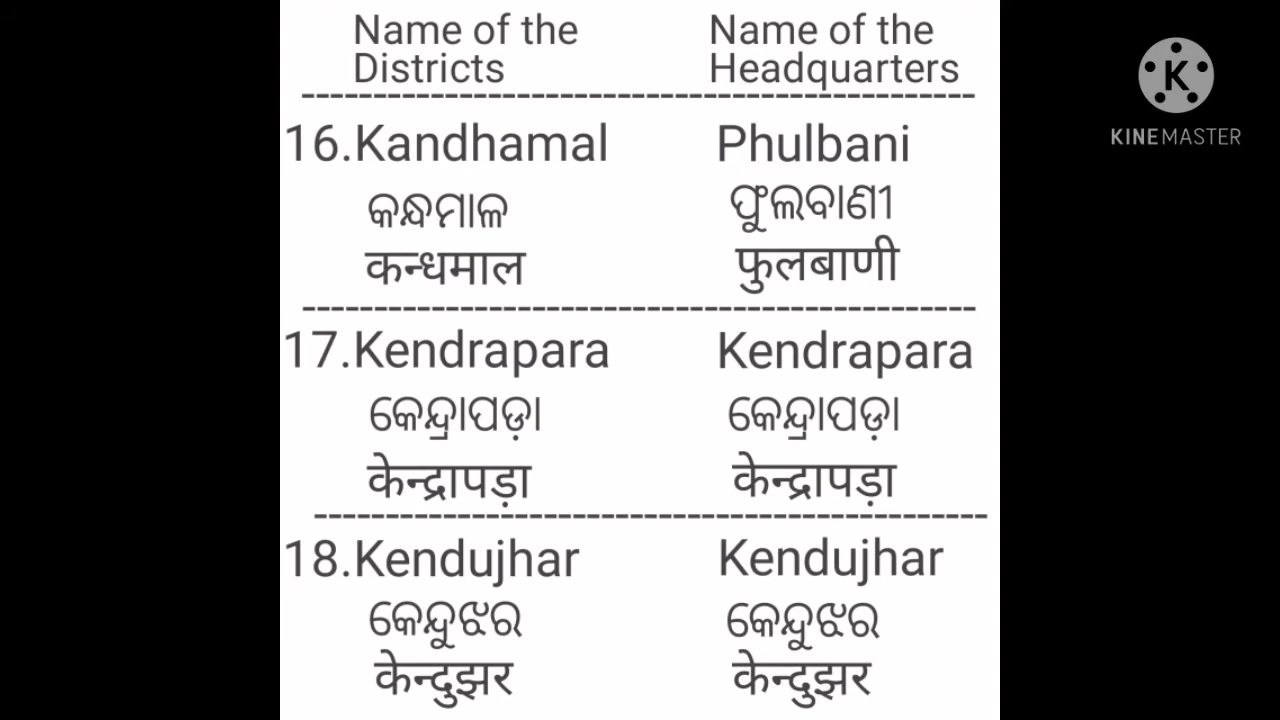 Name of the Districts
Name of the Headquarters
16.Kandhamal Phulbani
କନ୍ଧମାଳ ଫୁଲବାଣୀ
कन्धमाल फुलबाणी
17.Kendrapara Kendrapara
କେନ୍ଦ୍ରାପଡ଼ା କେନ୍ଦ୍ରାପଡ଼ା
केन्द्रापड़ा केन्द्रापड़ा
18.Kendujhar Kendujhar
କେନ୍ଦୁଝର କେନ୍ଦୁଝର
केन्दुझर केन्दुझर
K
KINEMASTER